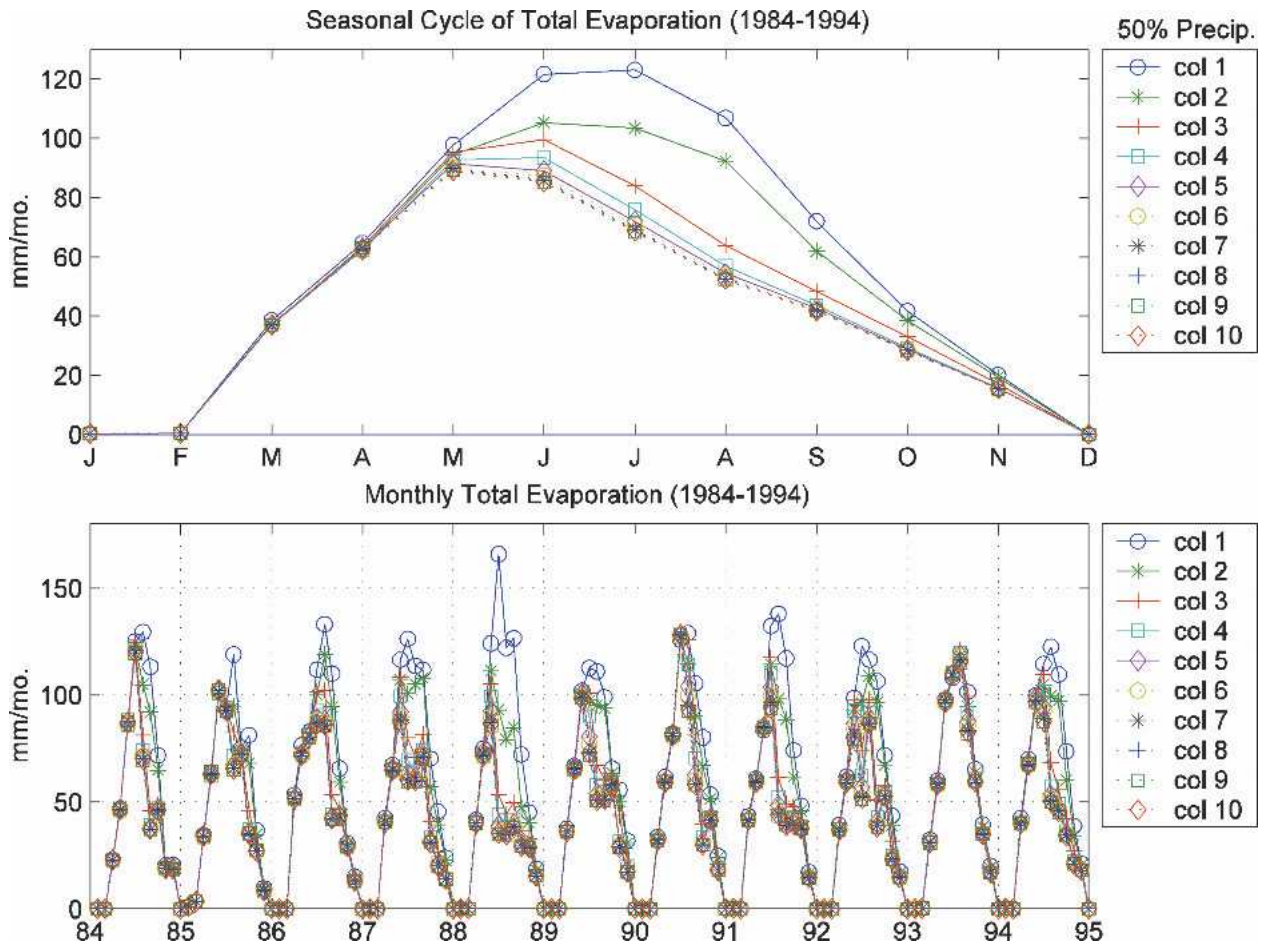 Seasonal Cycle of Total Evaporation (1984-1994)
50% Precip.
mm/mo.
120
100
80
60
40
20
0
J F M A M J J A S O N D
col 1
col 2
col 3
col 4
col 5
col 6
col 7
col 8
col 9
col 10
Monthly Total Evaporation (1984-1994)
mm/mo.
150
100
50
0
84 85 86 87 88 89 90 91 92 93 94 95
col 1
col 2
col 3
col 4
col 5
col 6
col 7
col 8
col 9
col 10